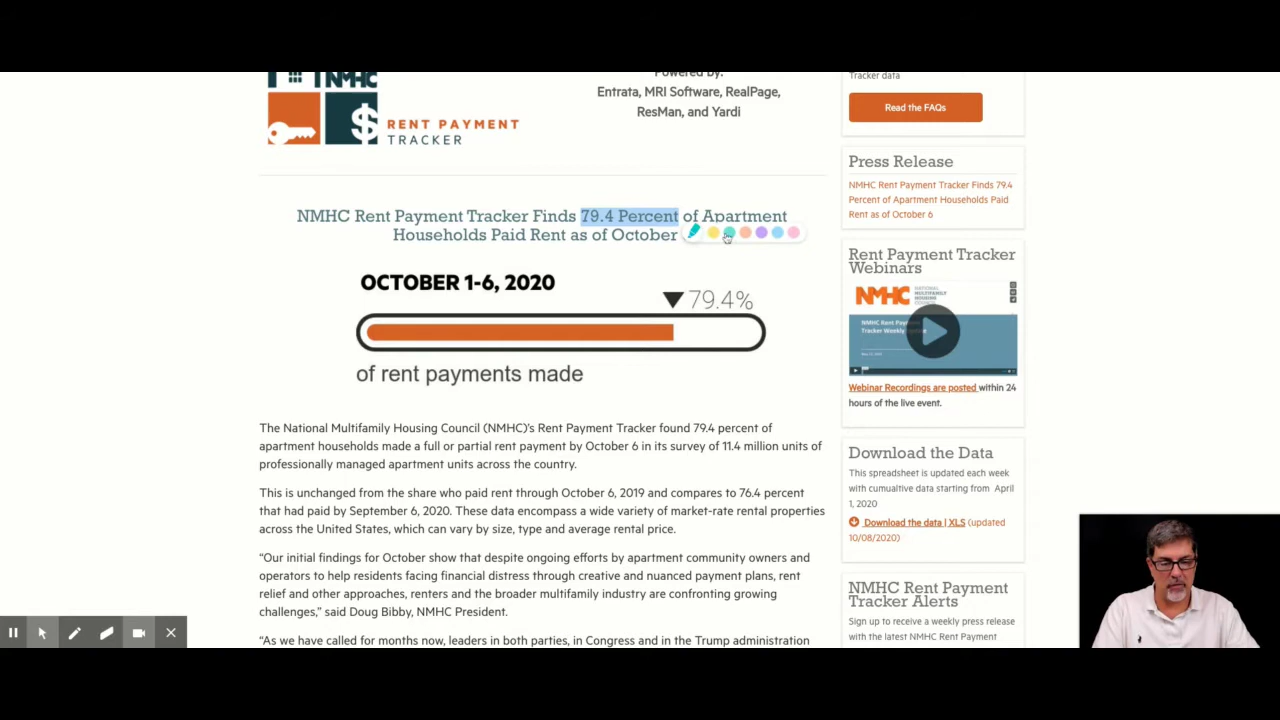 NMHC
RENT PAYMENT
TRACKER
Powered by:
Entrata, MRI Software, RealPage,
ResMan, and Yardi
NMHC Rent Payment Tracker Finds 79.4 Percent of Apartment
Households Paid Rent as of October
OCTOBER 1-6, 2020
79.4%
of rent payments made
The National Multifamily Housing Council (NMHC)’s Rent Payment Tracker found 79.4 percent of
apartment households made a full or partial rent payment by October 6 in its survey of 11.4 million units of
professionally managed apartment units across the country.
This is unchanged from the share who paid rent through October 6, 2019 and compares to 76.4 percent
that had paid by September 6, 2020. These data encompass a wide variety of market-rate rental properties
across the United States, which can vary by size, type and average rental price.
“Our initial findings for October show that despite ongoing efforts by apartment community owners and
operators to help residents facing financial distress through creative and nuanced payment plans, rent
relief and other approaches, renters and the broader multifamily industry are confronting growing
challenges,” said Doug Bibby, NMHC President.
“As we have called for months now, leaders in both parties, in Congress and in the Trump administration
Tracker data
Read the FAQs
Press Release
NMHC Rent Payment Tracker Finds 79.4
Percent of Apartment Households Paid
Rent as of October 6
Rent Payment Tracker
Webinars
NMHC
NATIONAL
MULTIFAMILY
HOUSING
COUNCIL
NMHC Rent Payment
Tracker Weekly
Webinar Recordings are posted within 24
hours of the live event.
Download the Data
This spreadsheet is updated each week
with cumualtive data starting from April
1, 2020
Download the data | XLS (updated
10/08/2020)
NMHC Rent Payment
Tracker Alerts
Sign up to receive a weekly press release
with the latest NMHC Rent Payment